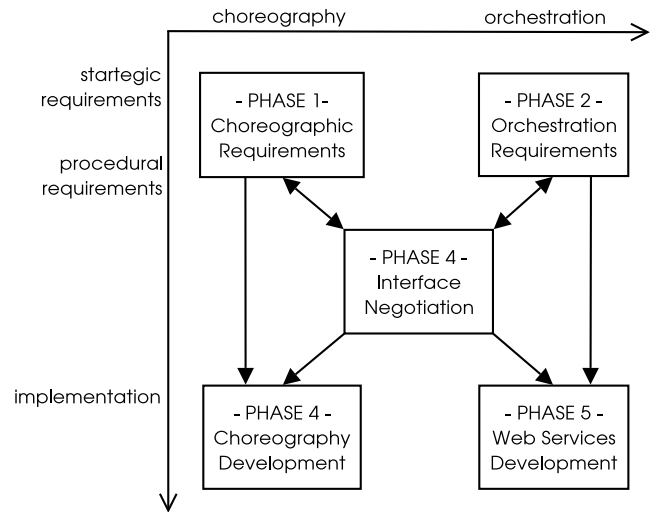 choreography
orchestration
startegic
requirements
procedural
requirements
implementation
- PHASE 1-
Choreographic
Requirements
- PHASE 2 -
Orchestration
Requirements
- PHASE 4 -
Interface
Negotiation
- PHASE 4 -
Choreography
Development
- PHASE 5 -
Web Services
Development